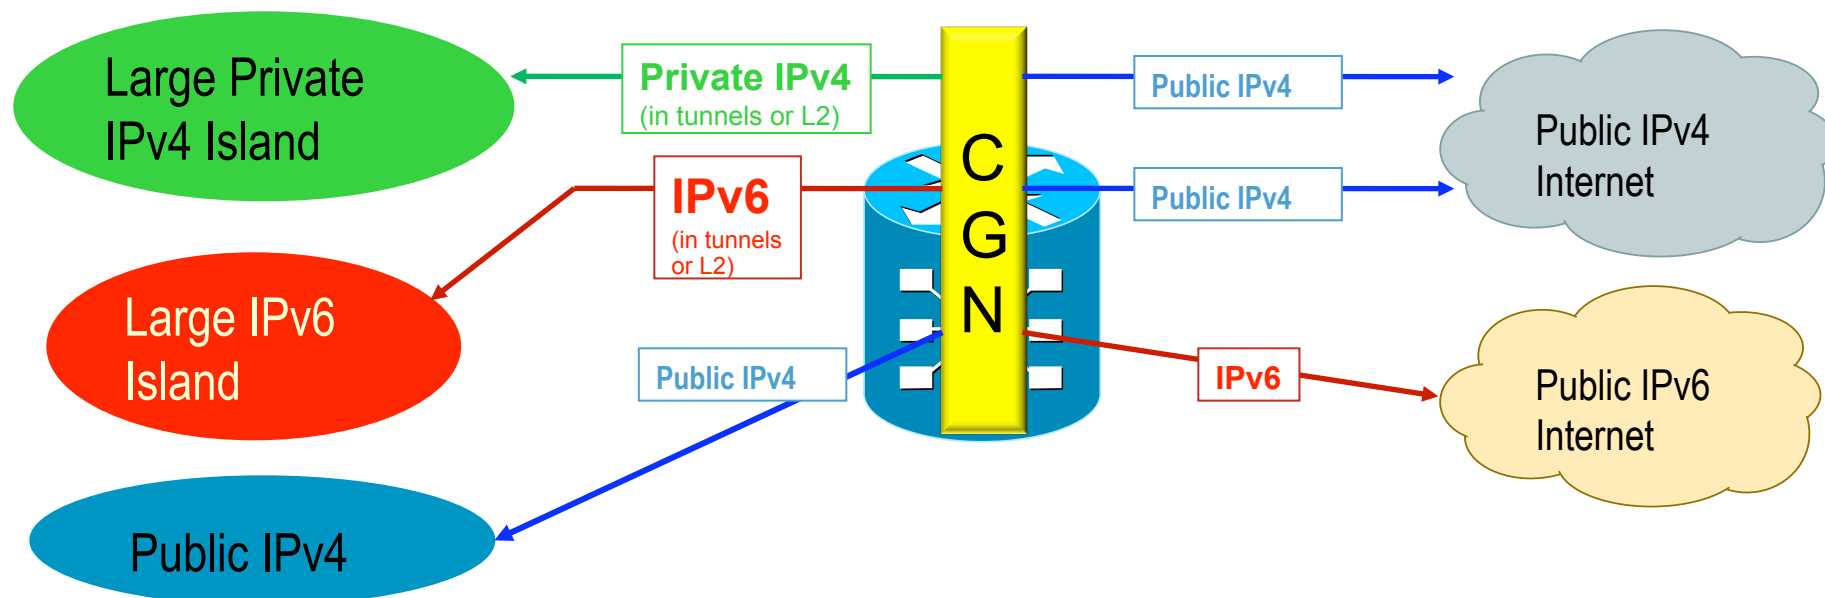 Large Private
IPv4 Island
Private IPv4
(in tunnels or L2)
Public IPv4
Public IPv4
Internet
IPv6
(in tunnels
or L2)
Public IPv4
C
G
N
Large IPv6
Island
Public IPv4
IPv6
Public IPv6
Internet
Public IPv4